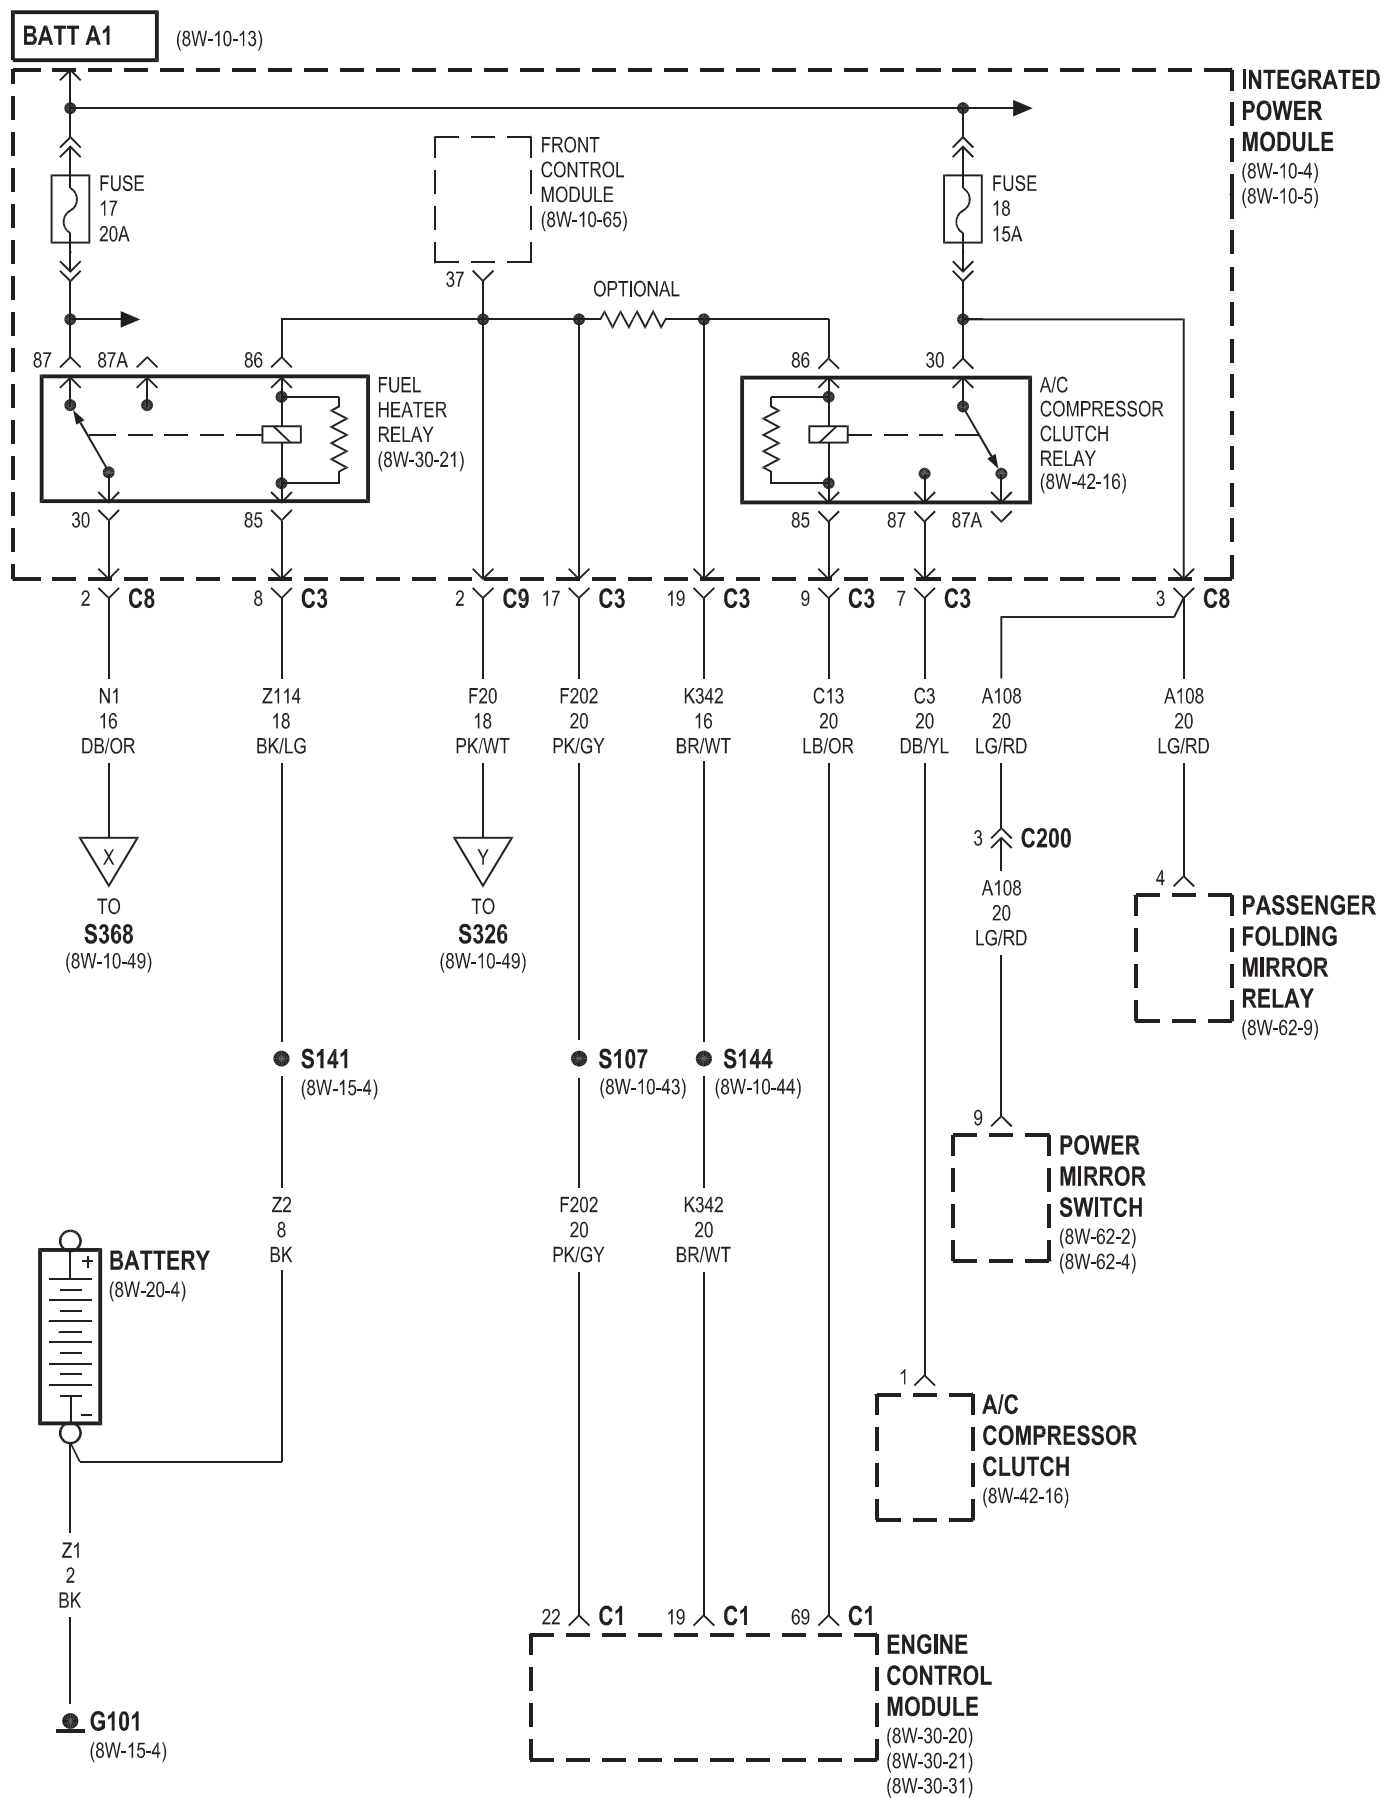 BATT A1
(8W-10-13)
INTEGRATED
POWER
MODULE
(8W-10-4)
(8W-10-5)
FUSE
17
20A
FRONT
CONTROL
MODULE
(8W-10-65)
37
OPTIONAL
FUSE
18
15A
87
87A
86
FUEL
HEATER
RELAY
(8W-30-21)
30
85
86
30
A/C
COMPRESSOR
CLUTCH
RELAY
(8W-42-16)
85
87
87A
2
C8
8
C3
2
C9
17
C3
19
C3
9
C3
7
C3
3
C8
N1
16
DB/OR
Z114
18
BK/LG
F20
18
PK/WT
F202
20
PK/GY
K342
16
BR/WT
C13
20
LB/OR
C3
20
DB/YL
A108
20
LG/RD
A108
20
LG/RD
X
TO
S368
(8W-10-49)
Y
TO
S326
(8W-10-49)
3
C200
A108
20
LG/RD
4
PASSENGER
FOLDING
MIRROR
RELAY
(8W-62-9)
S141
(8W-15-4)
S107
(8W-10-43)
S144
(8W-10-44)
9
POWER
MIRROR
SWITCH
(8W-62-2)
(8W-62-4)
Z2
8
BK
F202
20
PK/GY
K342
20
BR/WT
+
BATTERY
(8W-20-4)
−
1
A/C
COMPRESSOR
CLUTCH
(8W-42-16)
Z1
2
BK
G101
(8W-15-4)
22
C1
19
C1
69
C1
ENGINE
CONTROL
MODULE
(8W-30-20)
(8W-30-21)
(8W-30-31)